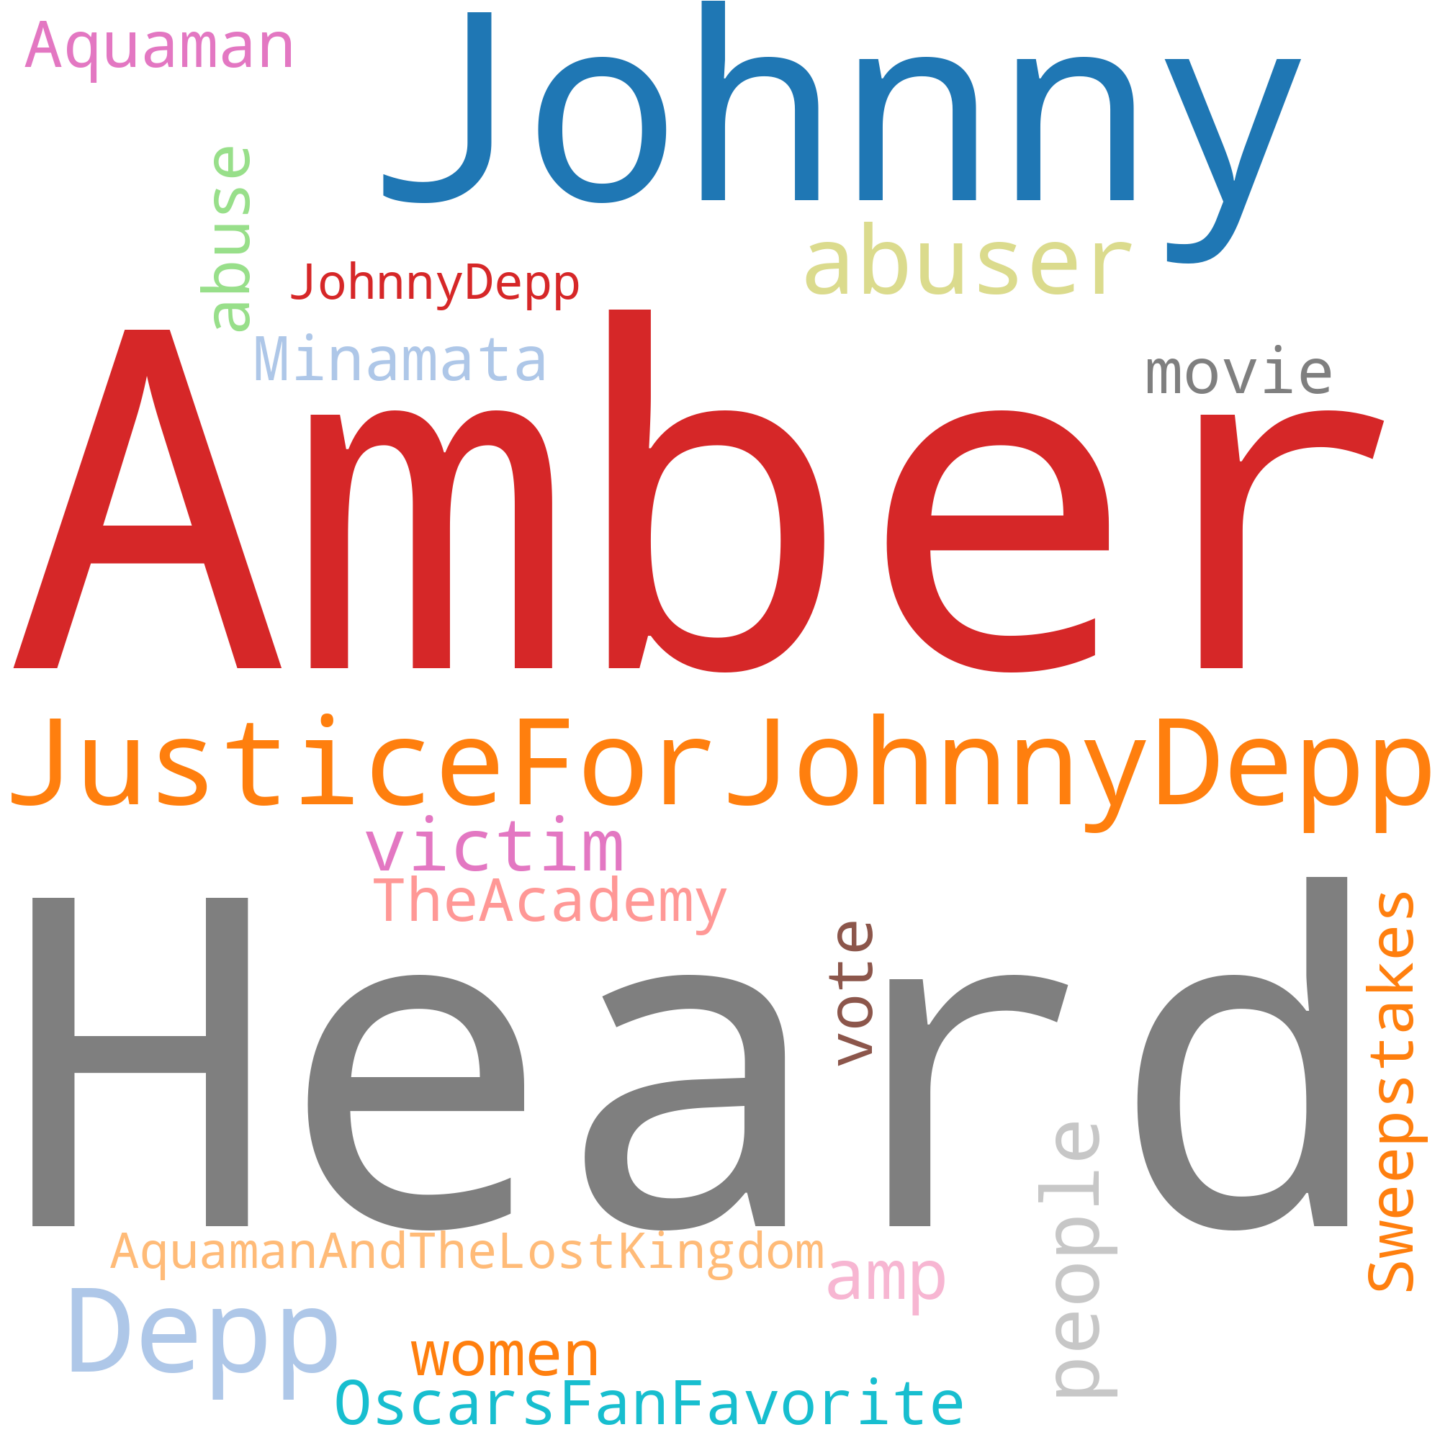 Aquaman
Johnny
abuse
abuser
JohnnyDepp
Minamata
movie
Amber
JusticeForJohnnyDepp
victim
TheAcademy
Heard
vote
Sweepstakes
people
AquamanAndTheLostKingdom
amp
Depp
women
OscarsFanFavorite